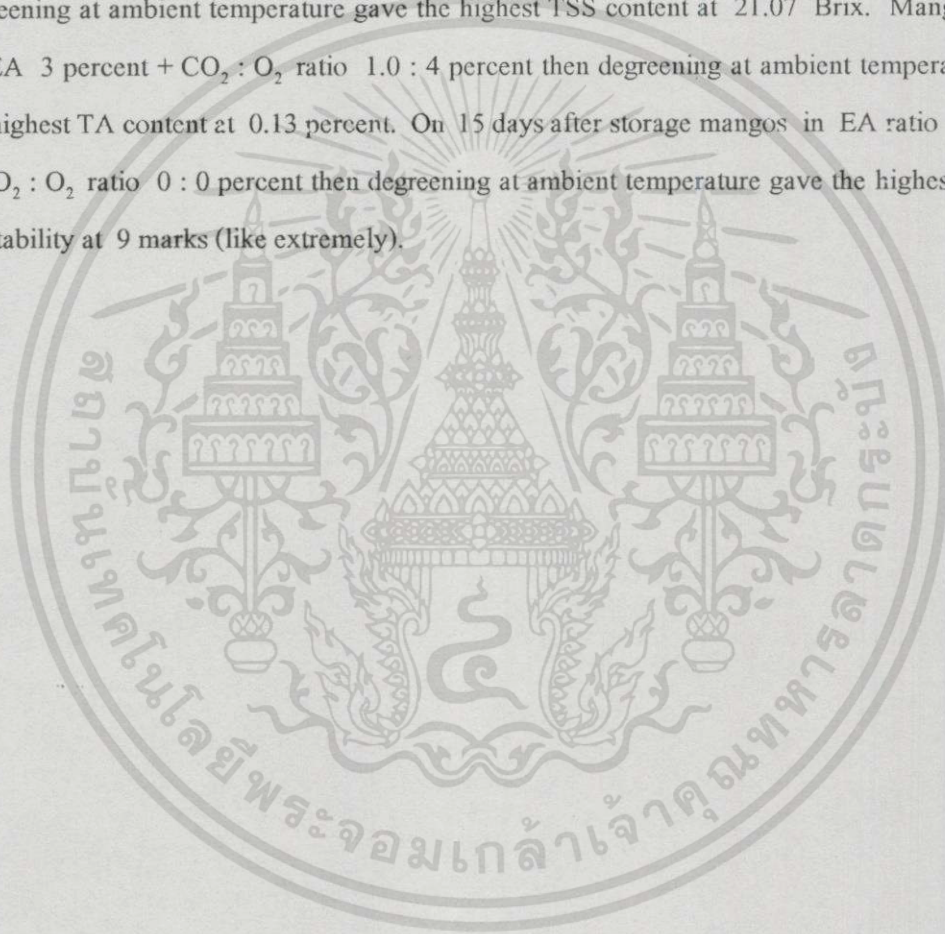 eening at ambient temperature gave the highest TSS content at 21.07 Brix. Mang
EA 3 percent + CO₂ : O₂ ratio 1.0 : 4 percent then degreening at ambient tempera
highest TA content at 0.13 percent. On 15 days after storage mangos in EA ratio
O₂ : O₂ ratio 0 : 0 percent then degreening at ambient temperature gave the highes
tability at 9 marks (like extremely).
สถาบันเทคโนโลยีพระจอมเกล้าเจ้าคุณทหารลาดกระบัง